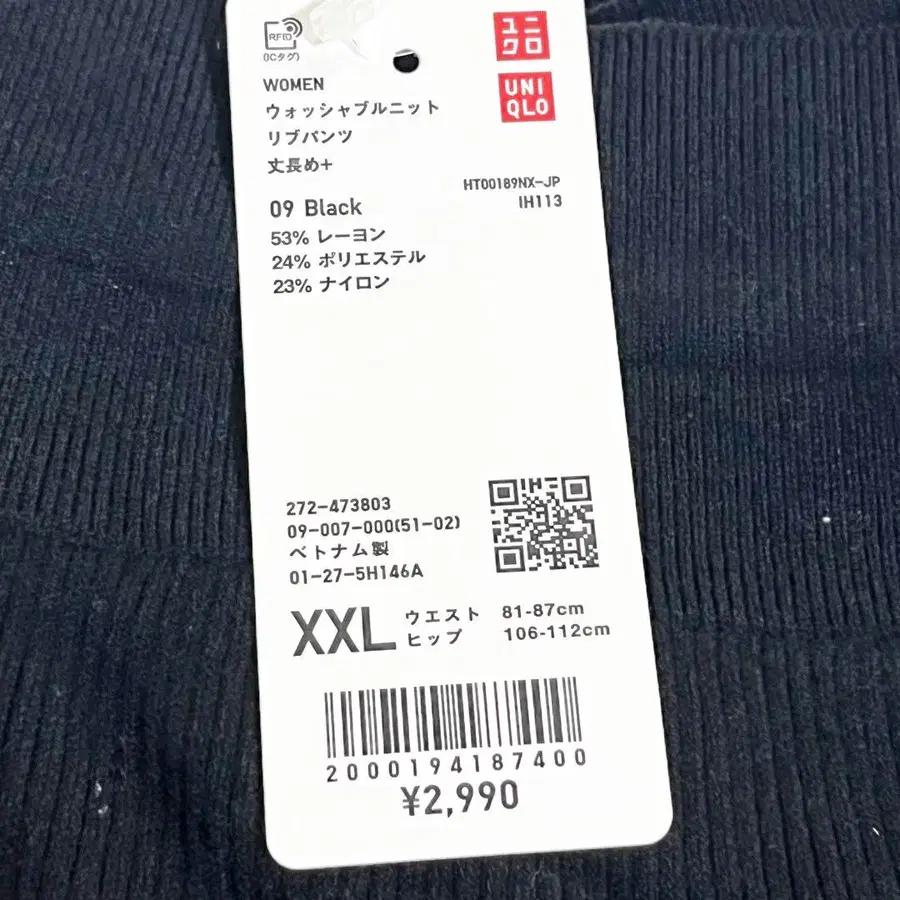 RFID
(ICタグ)
ユニ
クロ
UNI
QLO
WOMEN
ウォッシャブルニット
リブパンツ
丈長め+
HT00189NX-JP
IH113
09 Black
53% レーヨン
24% ポリエステル
23% ナイロン
272-473803
09-007-000(51-02)
ベトナム製
01-27-5H146A
XXL
ウエスト 81-87cm
ヒップ 106-112cm
2000194187400
¥2,990